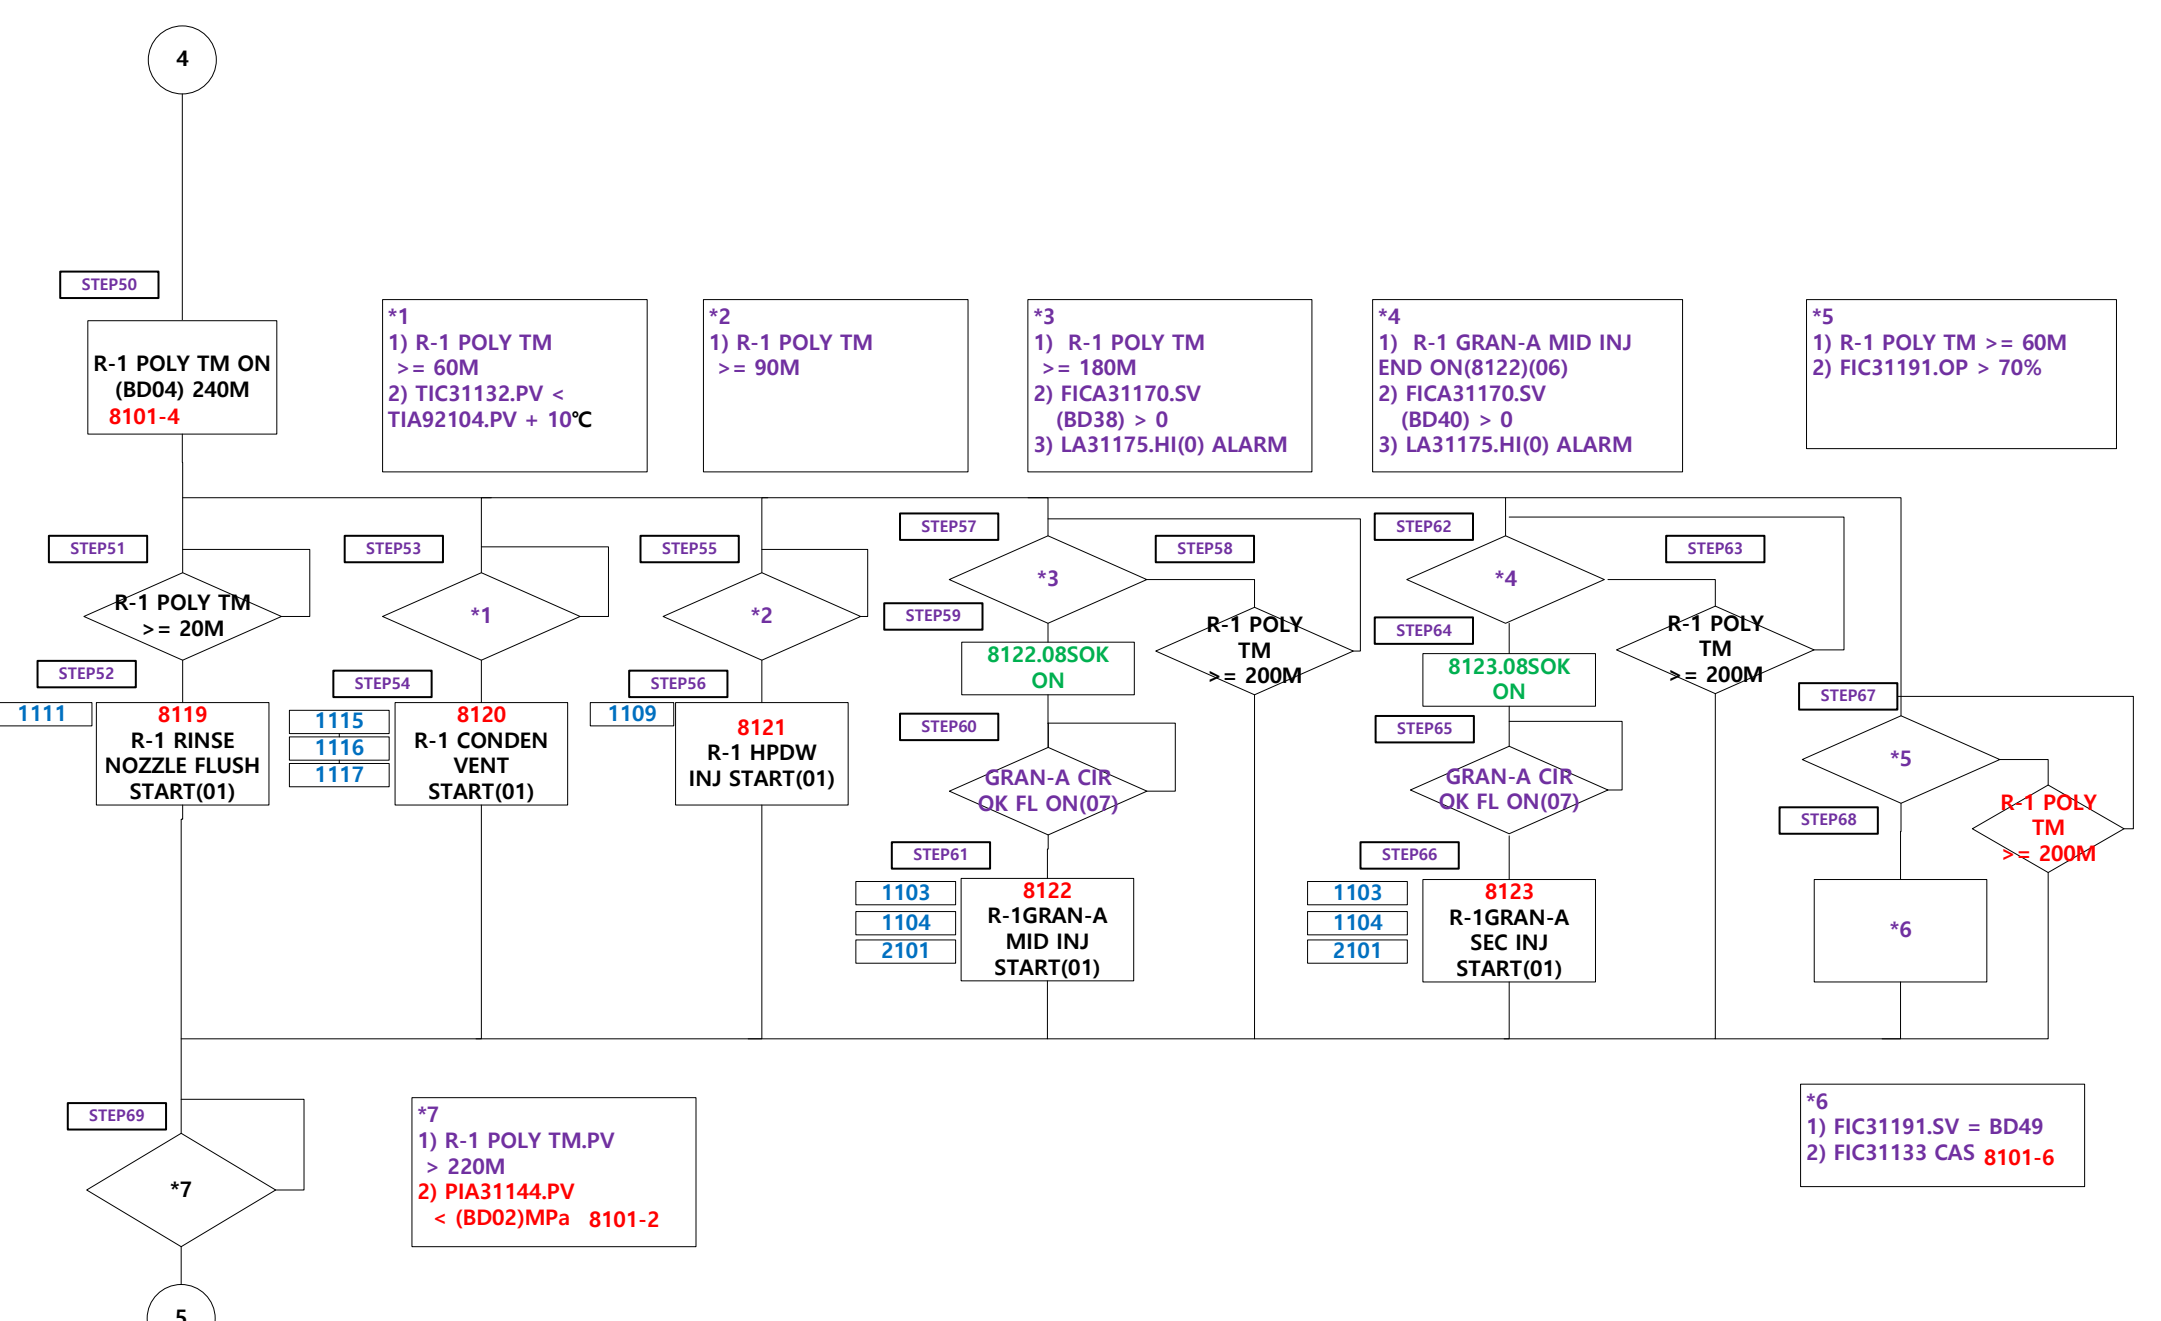 4
STEP50
R-1 POLY TM ON
(BD04) 240M
8101-4
*1
1) R-1 POLY TM
>= 60M
2) TIC31132.PV <
TIA92104.PV + 10℃
*2
1) R-1 POLY TM
>= 90M
*3
1) R-1 POLY TM
>= 180M
2) FICA31170.SV
(BD38) > 0
3) LA31175.HI(0) ALARM
*4
1) R-1 GRAN-A MID INJ
END ON(8122)(06)
2) FICA31170.SV
(BD40) > 0
3) LA31175.HI(0) ALARM
*5
1) R-1 POLY TM >= 60M
2) FIC31191.OP > 70%
STEP51
R-1 POLY TM
>= 20M
STEP52
1111
8119
R-1 RINSE
NOZZLE FLUSH
START(01)
STEP53
*1
STEP54
1115
1116
1117
8120
R-1 CONDEN
VENT
START(01)
STEP55
*2
STEP56
1109
8121
R-1 HPDW
INJ START(01)
STEP57
*3
STEP58
R-1 POLY
TM
>= 200M
STEP59
8122.08SOK
ON
STEP60
GRAN-A CIR
OK FL ON(07)
STEP61
1103
1104
2101
8122
R-1GRAN-A
MID INJ
START(01)
STEP62
*4
STEP63
R-1 POLY
TM
>= 200M
STEP64
8123.08SOK
ON
STEP65
GRAN-A CIR
OK FL ON(07)
STEP66
1103
1104
2101
8123
R-1GRAN-A
SEC INJ
START(01)
STEP67
*5
R-1 POLY
TM
>= 200M
STEP68
*6
STEP69
*7
*7
1) R-1 POLY TM.PV
> 220M
2) PIA31144.PV
< (BD02)MPa 8101-2
*6
1) FIC31191.SV = BD49
2) FIC31133 CAS 8101-6
5